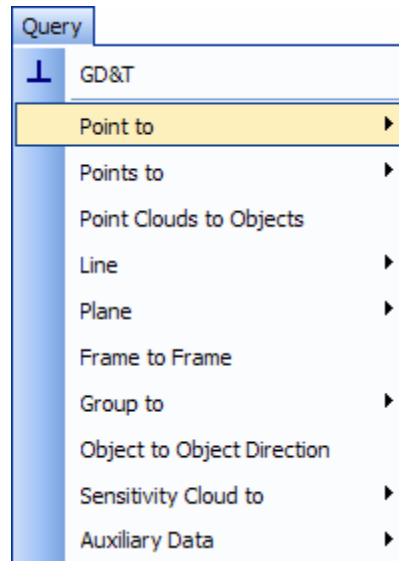 Query
GD&T
Point to
Points to
Point Clouds to Objects
Line
Plane
Frame to Frame
Group to
Object to Object Direction
Sensitivity Cloud to
Auxiliary Data